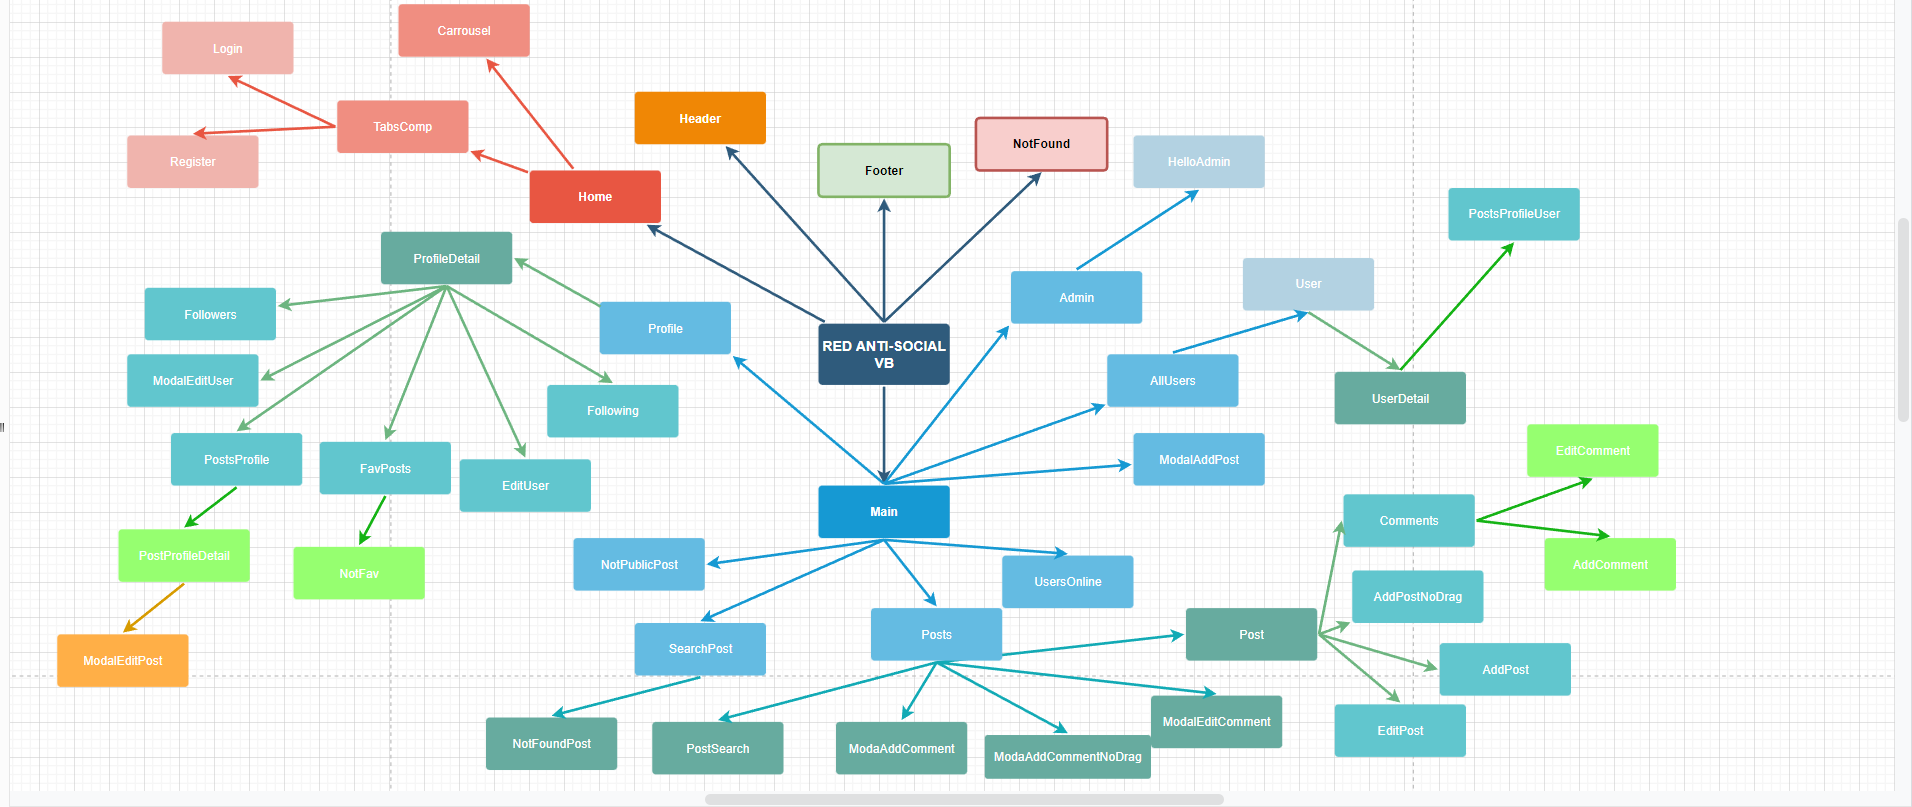 Carrousel
Login
Header
TabsComp
NotFound
Register
HelloAdmin
Footer
Home
PostsProfileUser
ProfileDetail
User
Admin
Followers
Profile
RED ANTI-SOCIAL
VB
ModalEditUser
AllUsers
UserDetail
Following
EditComment
PostsProfile
FavPosts
ModalAddPost
EditUser
Main
Comments
PostProfileDetail
NotFav
NotPublicPost
UsersOnline
AddComment
AddPostNoDrag
Posts
Post
SearchPost
ModalEditPost
AddPost
ModalEditComment
EditPost
NotFoundPost
PostSearch
ModaAddComment
ModaAddCommentNoDrag